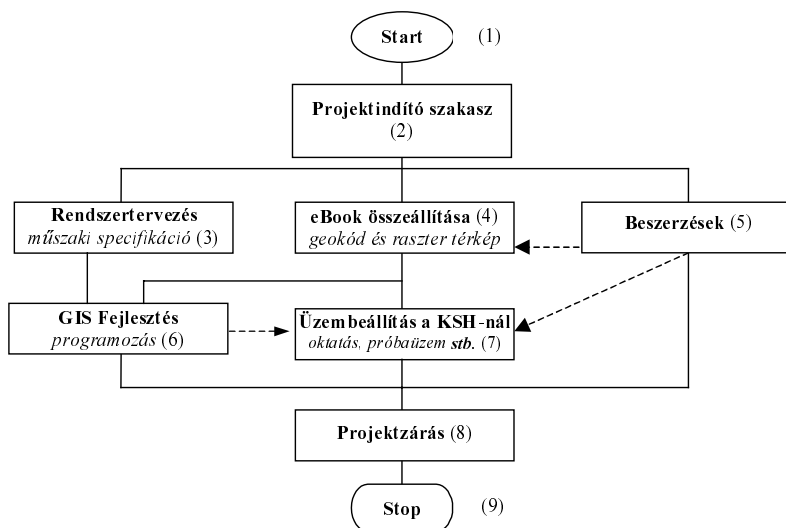 Start (1)
Projektindító szakasz
(2)
Rendszertervezés
műszaki specifikáció (3)
eBook összeállítása (4)
geokód és raszter térkép
Beszerzések (5)
GIS Fejlesztés
programozás (6)
Üzembeállítás a KSH-nál
oktatás, próbaüzem stb. (7)
Projektzárás (8)
Stop (9)